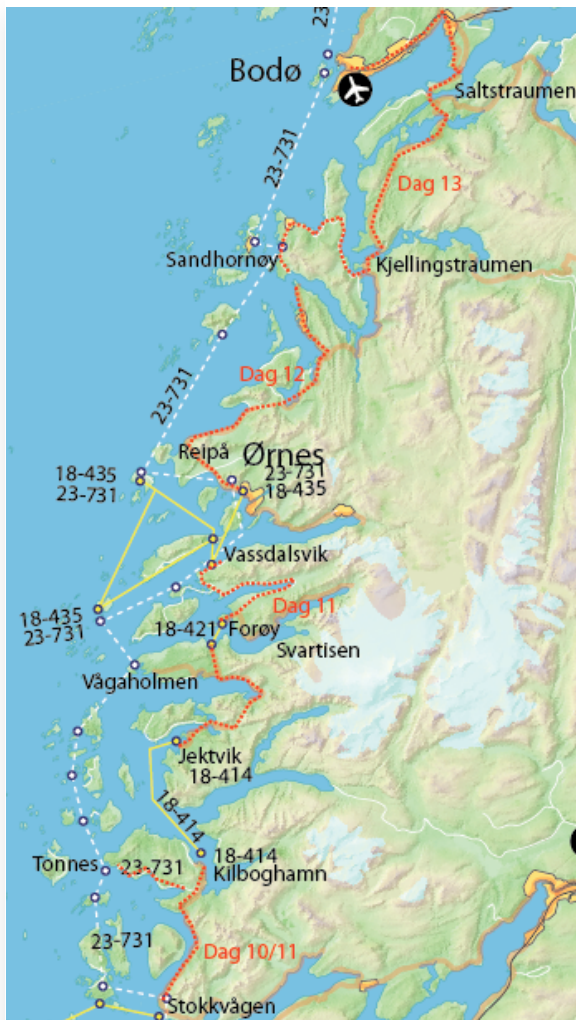 23-
Bodø
Saltstraumen
23-731
Dag 13
Sandhornøy
Kjellingstraumen
23-731
Dag 12
Reipå
Ørnes
18-435
23-731
23-731
18-435
Vassdalsvik
Dag 11
18-435
23-731
18-421
Forøy
Svartisen
Vågaholmen
Jektvik
18-414
18-414
18-414
Kilboghamn
Tonnes
23-731
23-731
Dag 10/11
Stokkvågen